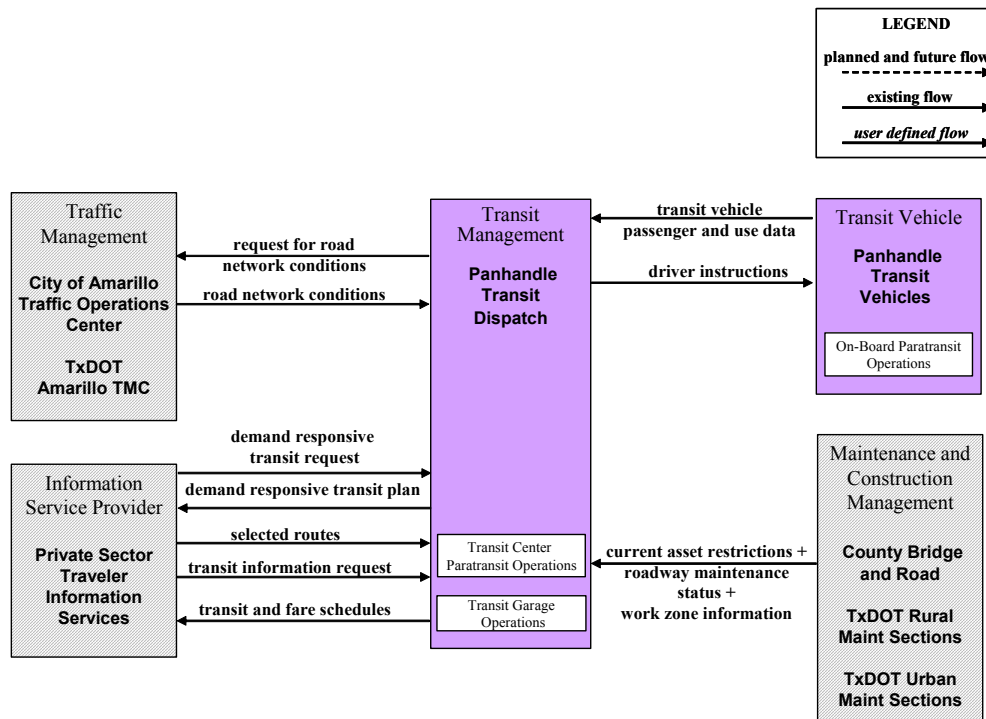 LEGEND
planned and future flow
existing flow
user defined flow
Traffic
Management
City of Amarillo
Traffic Operations
Center
TxDOT
Amarillo TMC
request for road
network conditions
road network conditions
Transit
Management
Panhandle
Transit
Dispatch
transit vehicle
passenger and use data
driver instructions
Transit Vehicle
Panhandle
Transit
Vehicles
On-Board Paratransit
Operations
Information
Service Provider
Private Sector
Traveler
Information
Services
demand responsive
transit request
demand responsive transit plan
selected routes
transit information request
transit and fare schedules
Transit Center
Paratransit Operations
Transit Garage
Operations
current asset restrictions +
roadway maintenance
status +
work zone information
Maintenance and
Construction
Management
County Bridge
and Road
TxDOT Rural
Maint Sections
TxDOT Urban
Maint Sections